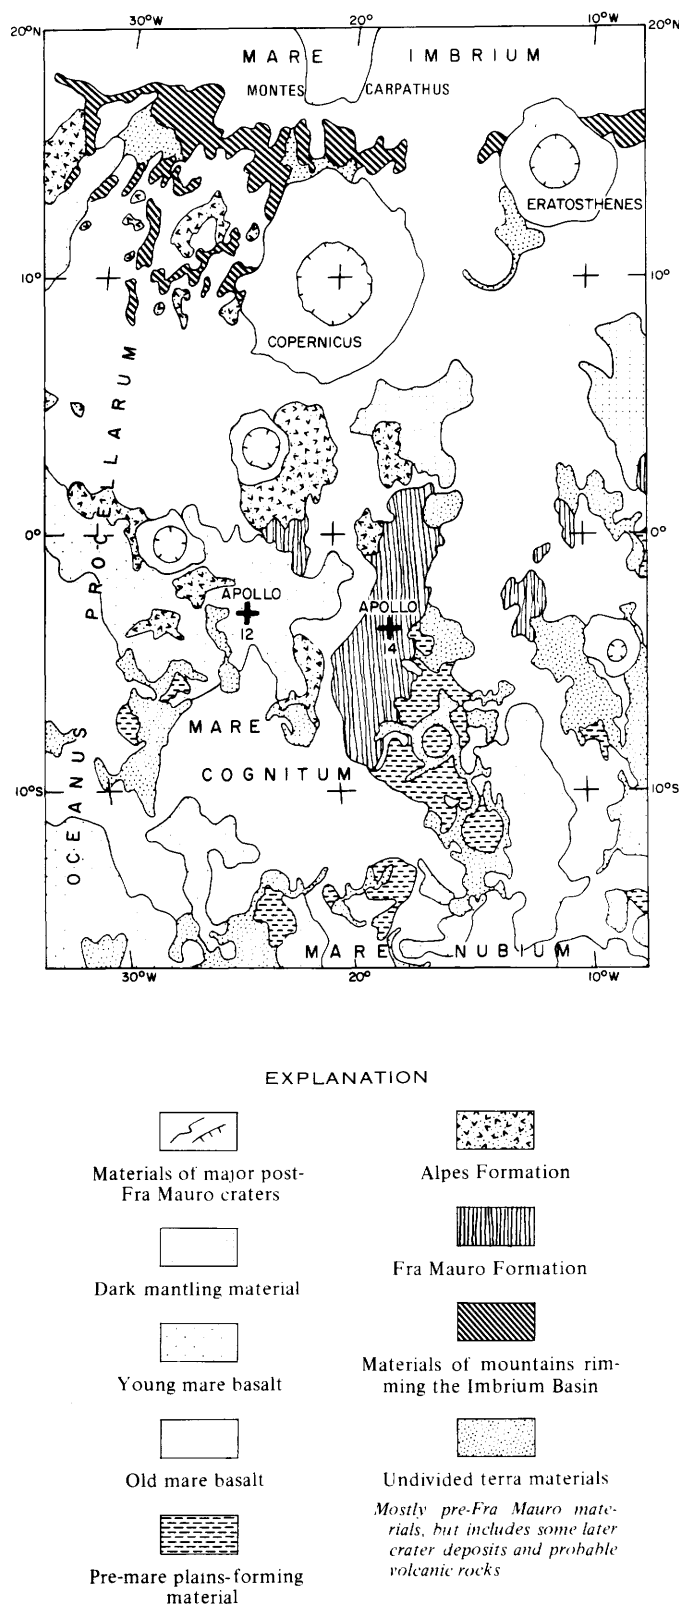 30°W 20° 10°W
20°N 20°N
MARE IMBRIUM
MONTES CARPATHUS
ERATOSTHENES
10° 10°
COPERNICUS
PROCELLARUM
0° 0°
APOLLO
12
APOLLO
14
MARE
COGNITUM
10°S 10°S
OCEANUS
MARE NUBIUM
30°W 20° 10°W
EXPLANATION
Materials of major post-
Fra Mauro craters
Dark mantling material
Young mare basalt
Old mare basalt
Pre-mare plains-forming
material
Alpes Formation
Fra Mauro Formation
Materials of mountains rim-
ming the Imbrium Basin
Undivided terra materials
Mostly pre-Fra Mauro mate-
rials, but includes some later
crater deposits and probable
volcanic rocks